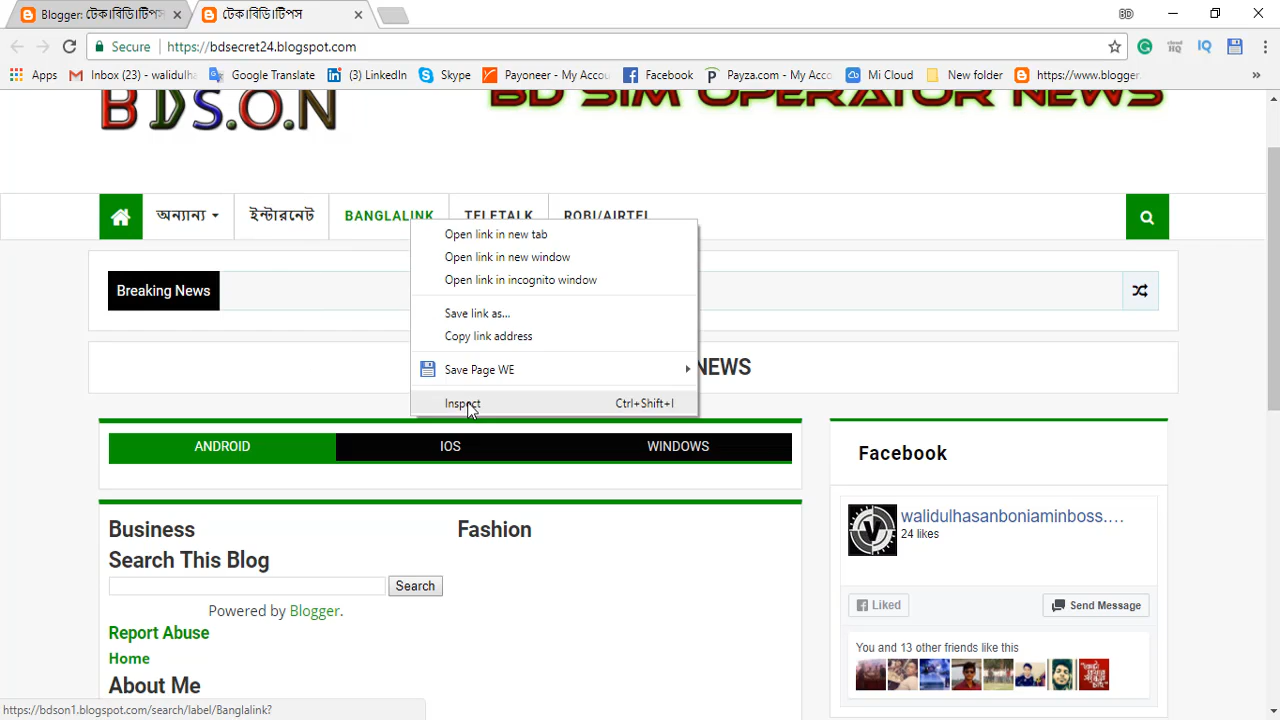 Blogger: টেক।বিডি।টিপস
টেক।বিডি।টিপস
BD
Secure
https://bdsecret24.blogspot.com
Apps
Inbox (23) - walidulha
Google Translate
(3) LinkedIn
Skype
Payoneer - My Accou
Facebook
Payza.com - My Acco
Mi Cloud
New folder
https://www.blogger
BDS.O.N
BD SIM OPERATOR NEWS
অন্যান্য
ইন্টারনেট
BANGLALINK
TELETALK
ROBI/AIRTEL
Open link in new tab
Open link in new window
Open link in incognito window
Save link as...
Copy link address
Save Page WE
Inspect Ctrl+Shift+I
Breaking News
NEWS
ANDROID
IOS
WINDOWS
Business
Fashion
Search This Blog
Search
Powered by Blogger.
Report Abuse
Home
About Me
Facebook
walidulhasanboniaminboss....
24 likes
Liked
Send Message
You and 13 other friends like this
https://bdson1.blogspot.com/search/label/Banglalink?